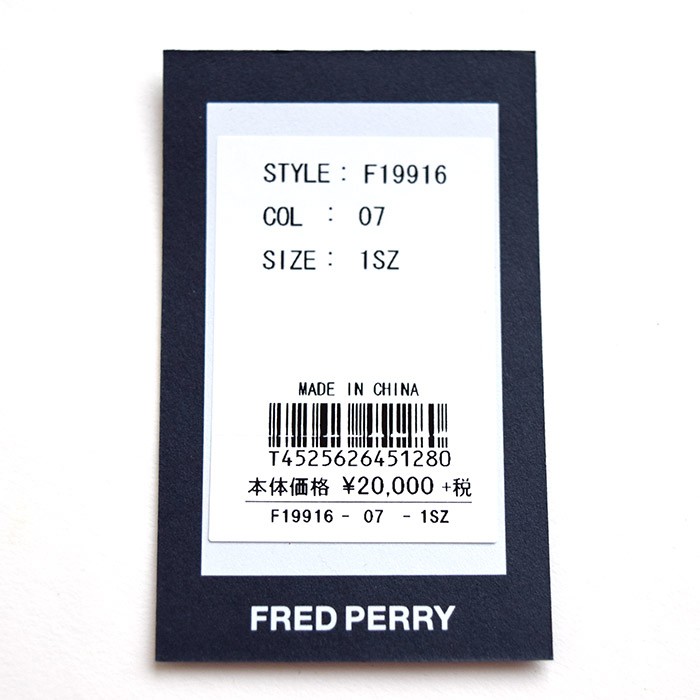 STYLE: F19916
COL : 07
SIZE: 1SZ
MADE IN CHINA
T4525626451280
本体価格 ¥20,000 +税
F19916 - 07 - 1SZ
FRED PERRY